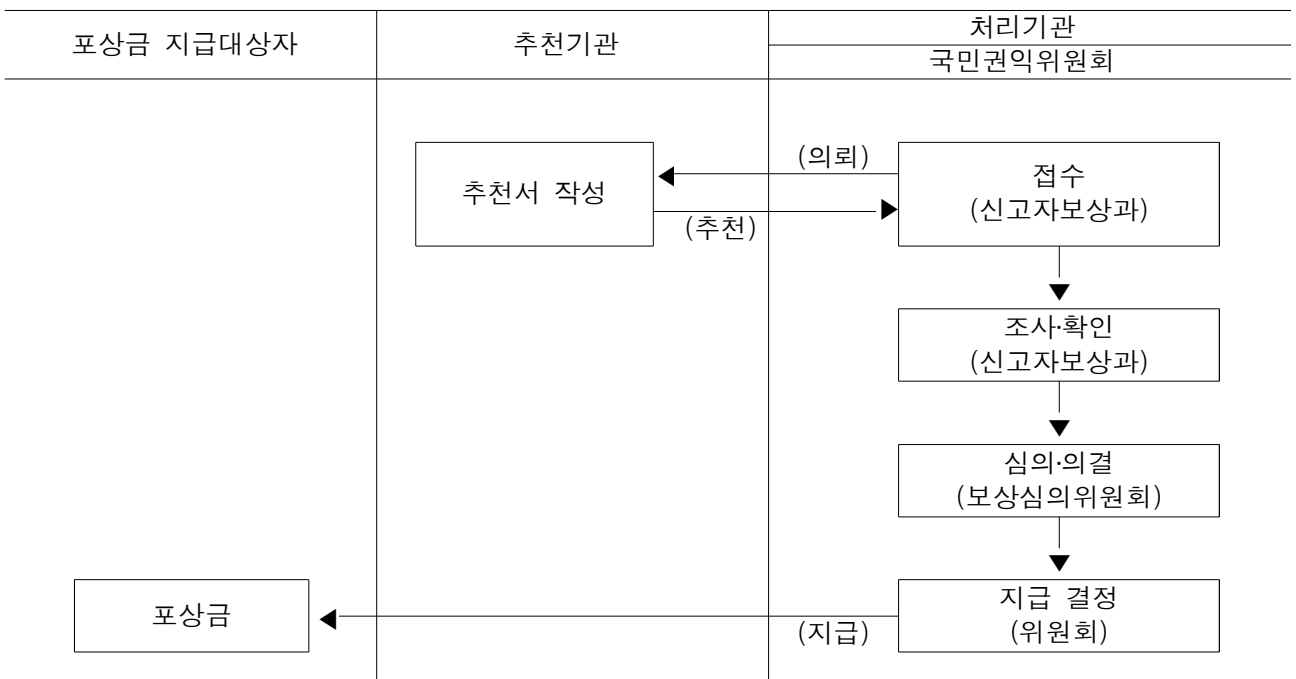 포상금 지급대상자
추천기관
처리기관
국민권익위원회
(의뢰)
추천서 작성
접수
(신고자보상과)
(추천)
조사·확인
(신고자보상과)
심의·의결
(보상심의위원회)
포상금
지급 결정
(위원회)
(지급)